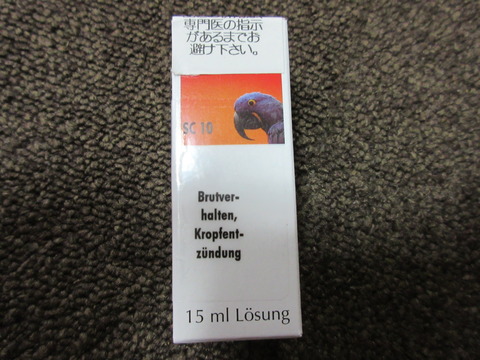 専門医の指示
があるまでお
避け下さい。
SC 10
Brutver-
halten,
Kropfent-
zündung
15 ml Lösung